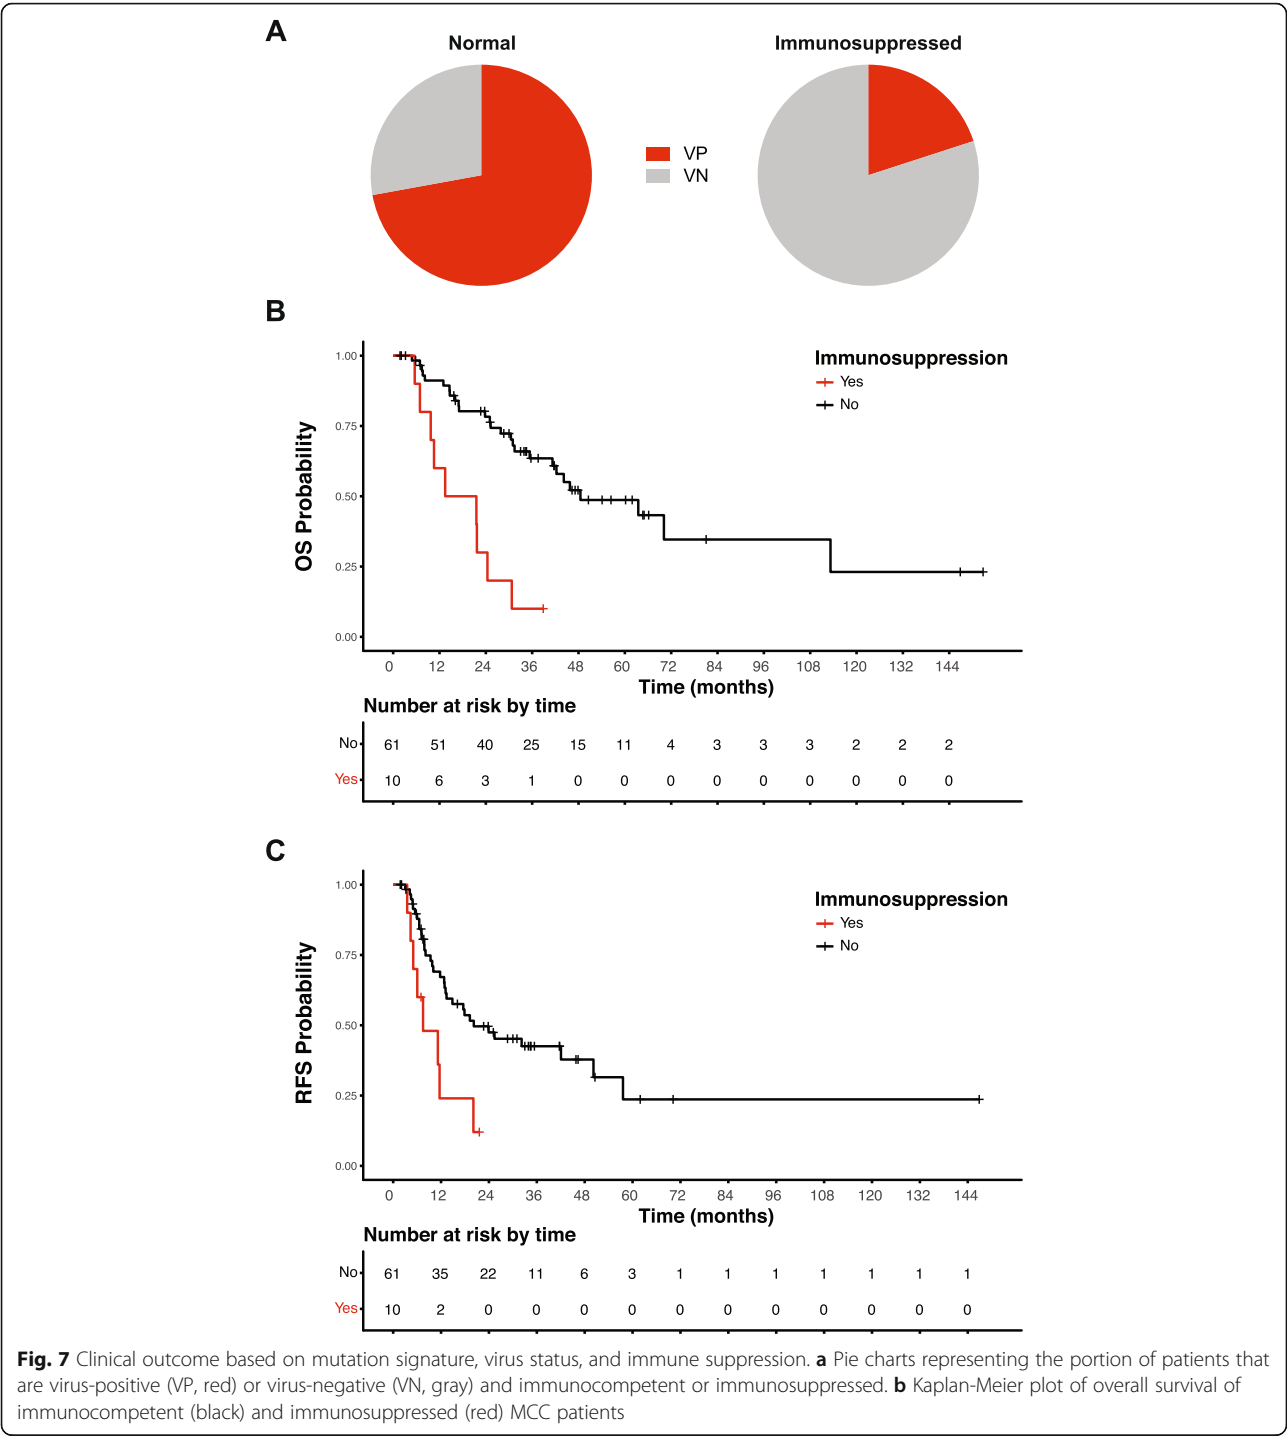 A
Normal
Immunosuppressed
VP
VN
B
OS Probability
1.00
0.75
0.50
0.25
0.00
Immunosuppression
Yes
No
0 12 24 36 48 60 72 84 96 108 120 132 144
Time (months)
Number at risk by time
No 61 51 40 25 15 11 4 3 3 3 2 2 2
Yes 10 6 3 1 0 0 0 0 0 0 0 0 0
C
RFS Probability
1.00
0.75
0.50
0.25
0.00
Immunosuppression
Yes
No
0 12 24 36 48 60 72 84 96 108 120 132 144
Time (months)
Number at risk by time
No 61 35 22 11 6 3 1 1 1 1 1 1 1
Yes 10 2 0 0 0 0 0 0 0 0 0 0 0
Fig. 7 Clinical outcome based on mutation signature, virus status, and immune suppression. a Pie charts representing the portion of patients that
are virus-positive (VP, red) or virus-negative (VN, gray) and immunocompetent or immunosuppressed. b Kaplan-Meier plot of overall survival of
immunocompetent (black) and immunosuppressed (red) MCC patients